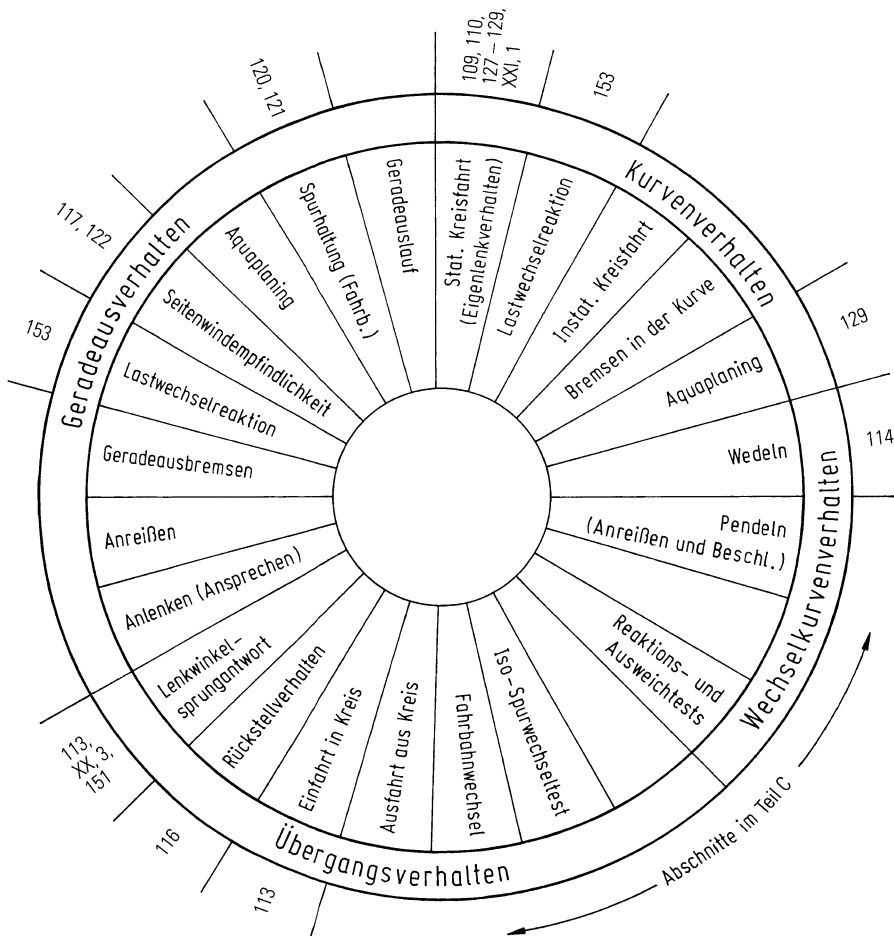 109, 110,
127 – 129,
XXI, 1
153
129
114
Abschnitte im Teil C
113
116
113,
XX, 3,
151
153
117, 122
120, 121
Kurvenverhalten
Wechselkurvenverhalten
Übergangsverhalten
Geradeausverhalten
Stat. Kreisfahrt
(Eigenlenkverhalten)
Lastwechselreaktion
Instat. Kreisfahrt
Bremsen in der Kurve
Aquaplaning
Wedeln
Pendeln
(Anreißen und Beschl.)
Reaktions- und
Ausweichtests
Iso-Spurwechseltest
Fahrbahnwechsel
Ausfahrt aus Kreis
Einfahrt in Kreis
Rückstellverhalten
Lenkwinkel-
sprungantwort
Anlenken (Ansprechen)
Anreißen
Geradeausbremsen
Lastwechselreaktion
Seitenwindempfindlichkeit
Aquaplaning
Spurhaltung (Fahrb.)
Geradeauslauf